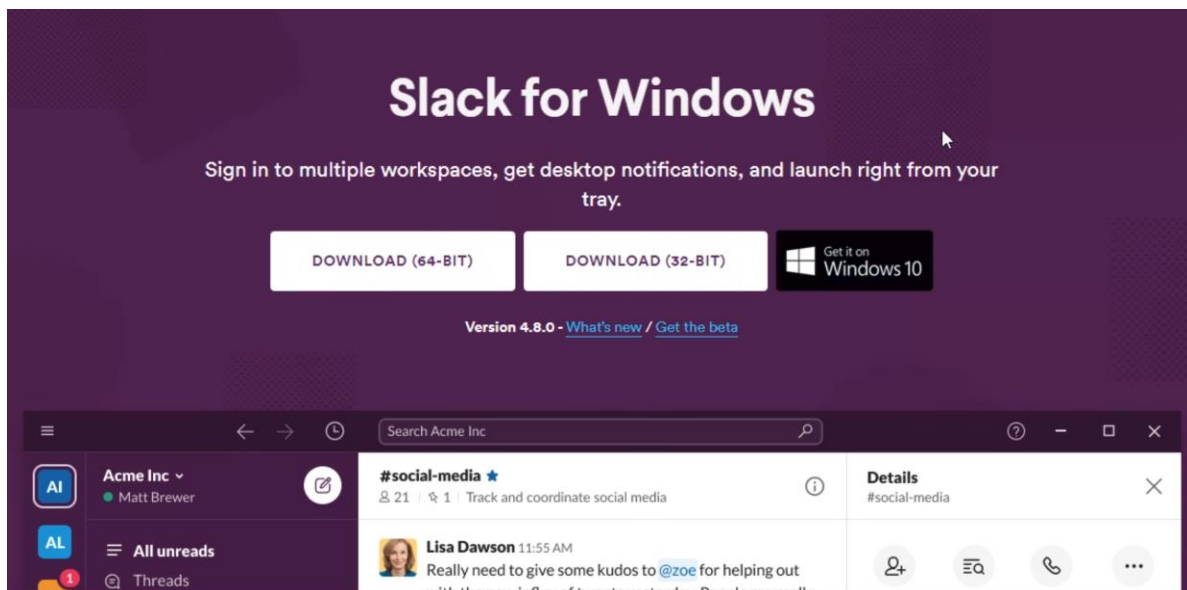 Slack for Windows
Sign in to multiple workspaces, get desktop notifications, and launch right from your
tray.
DOWNLOAD (64-BIT)
DOWNLOAD (32-BIT)
Get it on
Windows 10
Version 4.8.0 - What's new / Get the beta
Search Acme Inc
AI
Acme Inc
Matt Brewer
AL
All unreads
1
Threads
#social-media
21 | 1 | Track and coordinate social media
Lisa Dawson 11:55 AM
Really need to give some kudos to @zoe for helping out
Details
#social-media